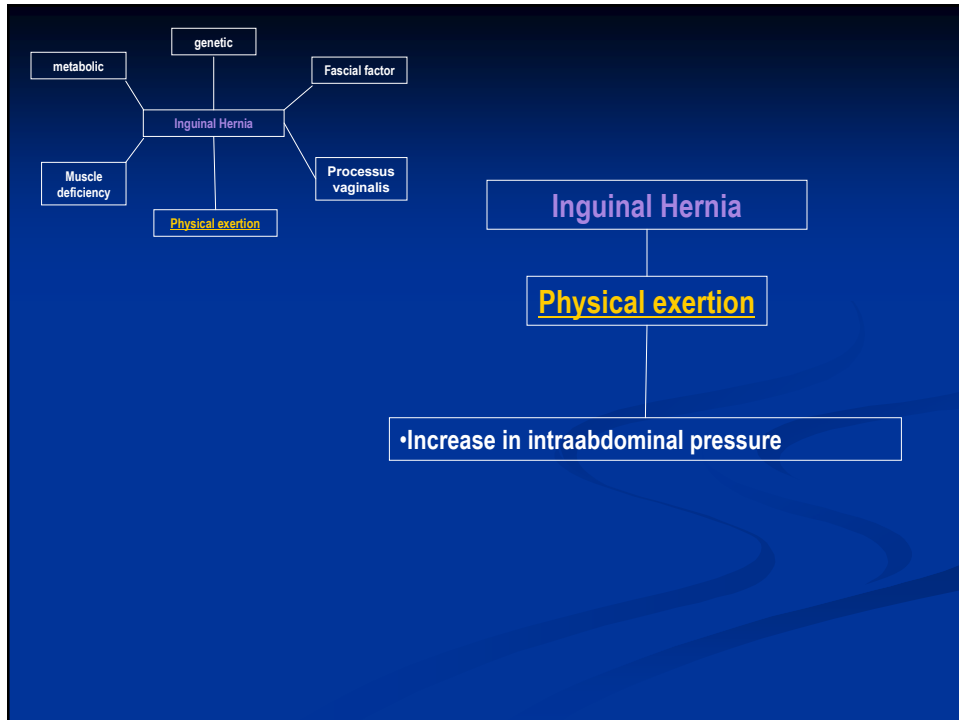 genetic
metabolic
Fascial factor
Inguinal Hernia
Muscle
deficiency
Processus
vaginalis
Physical exertion
Inguinal Hernia
Physical exertion
•Increase in intraabdominal pressure